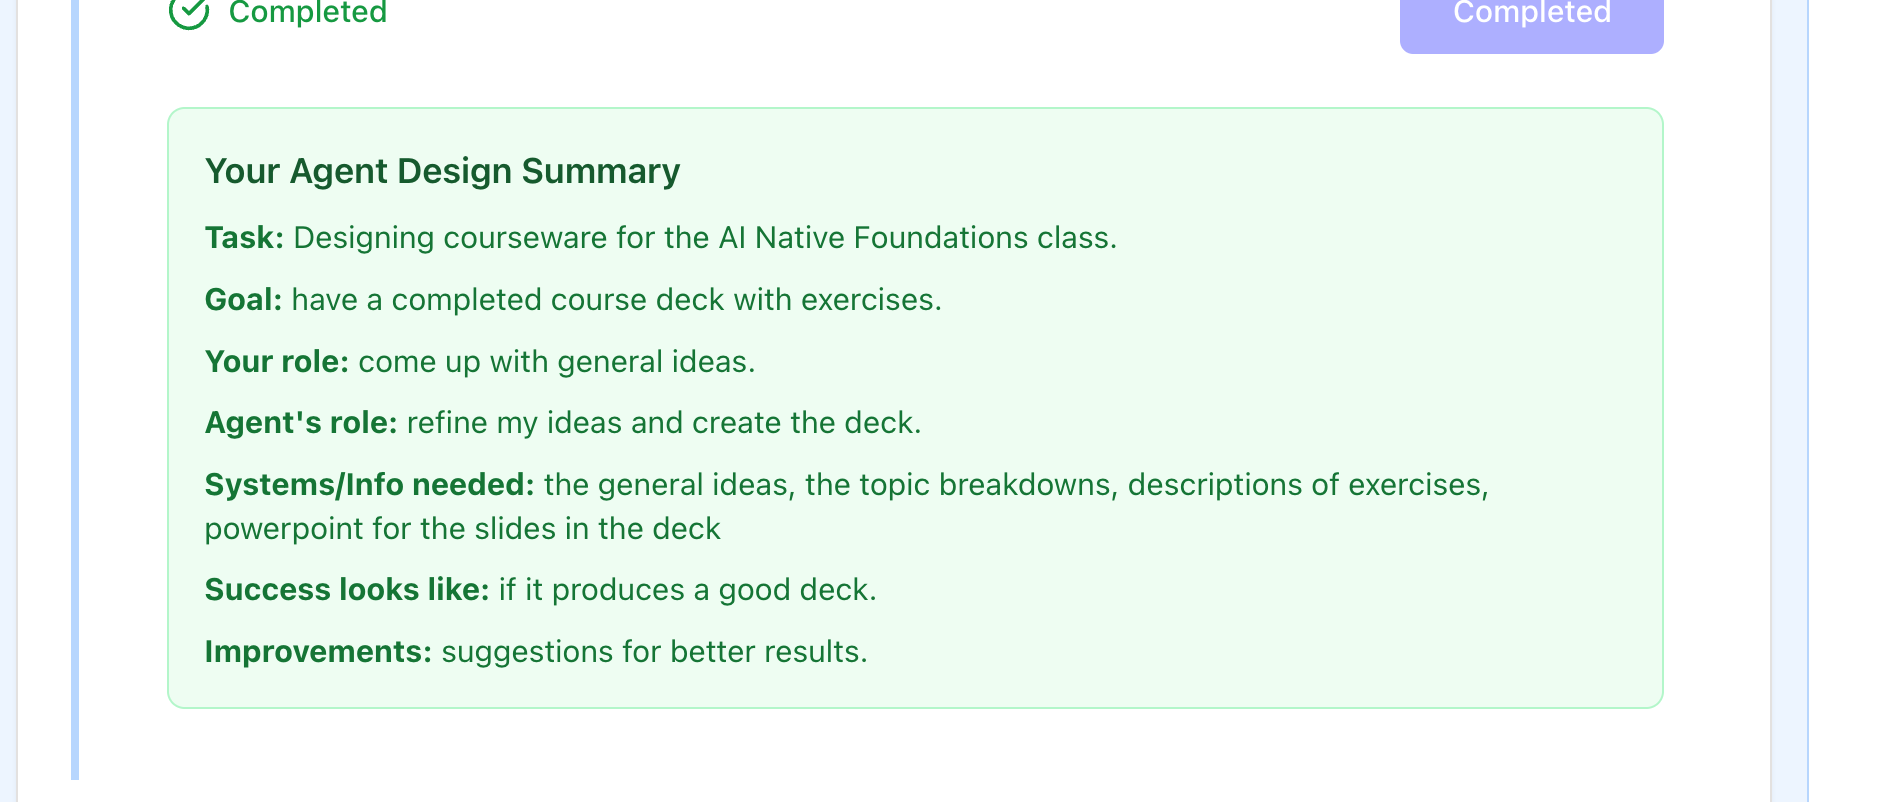 Completed
Completed
Your Agent Design Summary
Task: Designing courseware for the AI Native Foundations class.
Goal: have a completed course deck with exercises.
Your role: come up with general ideas.
Agent's role: refine my ideas and create the deck.
Systems/Info needed: the general ideas, the topic breakdowns, descriptions of exercises,
powerpoint for the slides in the deck
Success looks like: if it produces a good deck.
Improvements: suggestions for better results.